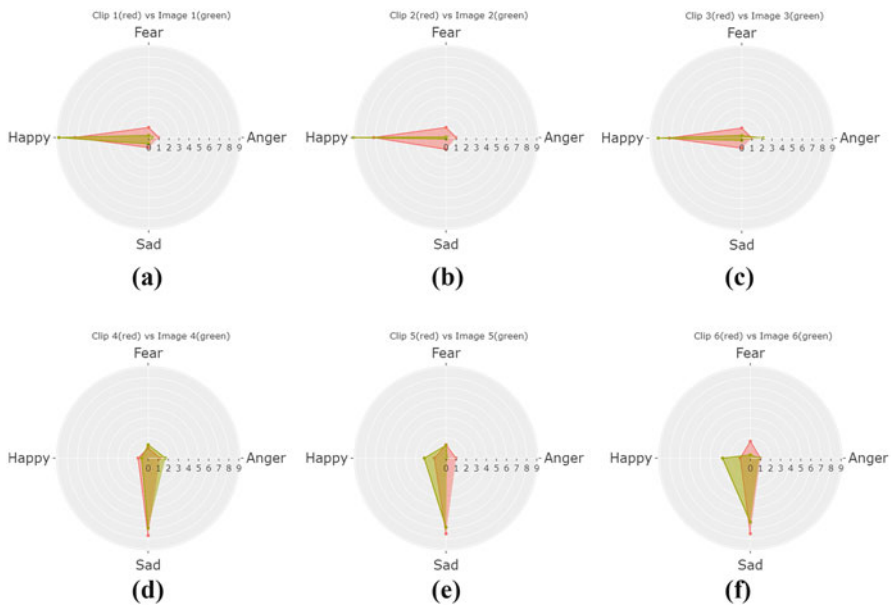 Clip 1(red) vs Image 1(green)
Fear
Happy
Anger
0 1 2 3 4 5 6 7 8 9
Sad
(a)
Clip 2(red) vs Image 2(green)
Fear
Happy
Anger
0 1 2 3 4 5 6 7 8 9
Sad
(b)
Clip 3(red) vs Image 3(green)
Fear
Happy
Anger
0 1 2 3 4 5 6 7 8 9
Sad
(c)
Clip 4(red) vs Image 4(green)
Fear
Happy
Anger
0 1 2 3 4 5 6 7 8 9
Sad
(d)
Clip 5(red) vs Image 5(green)
Fear
Happy
Anger
0 1 2 3 4 5 6 7 8 9
Sad
(e)
Clip 6(red) vs Image 6(green)
Fear
Happy
Anger
0 1 2 3 4 5 6 7 8 9
Sad
(f)